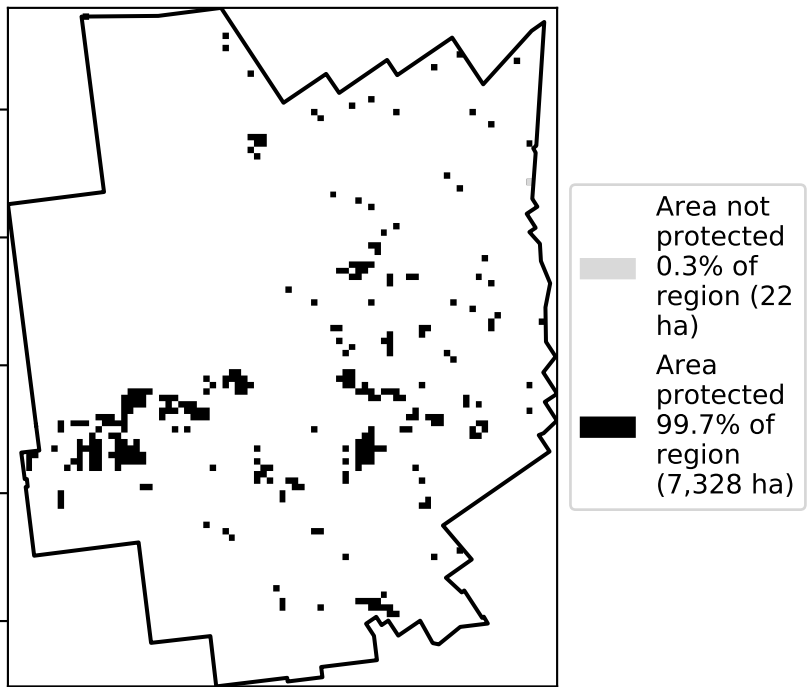 Area not
protected
0.3% of
region (22
ha)
Area
protected
99.7% of
region
(7,328 ha)